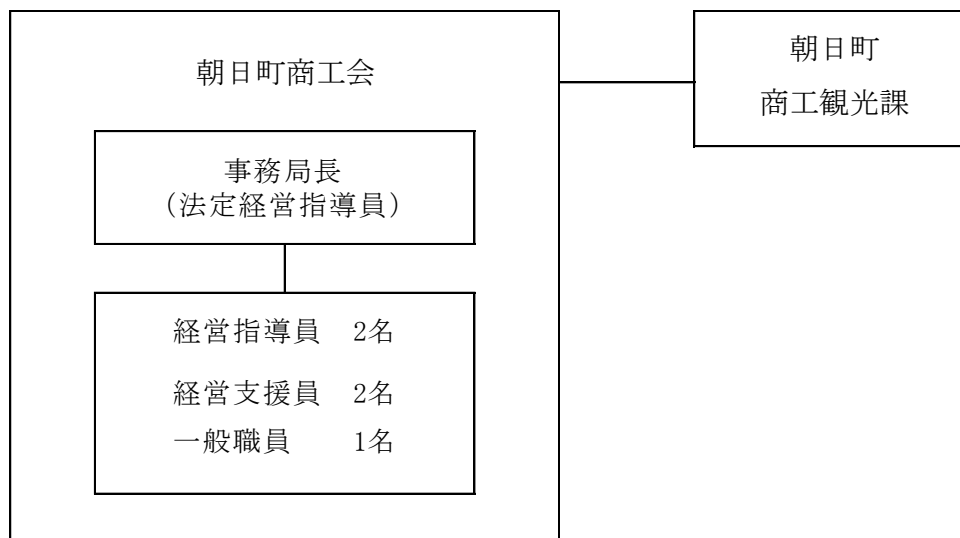 朝日町商工会
事務局長
(法定経営指導員)
経営指導員 2名
経営支援員 2名
一般職員 1名
朝日町
商工観光課